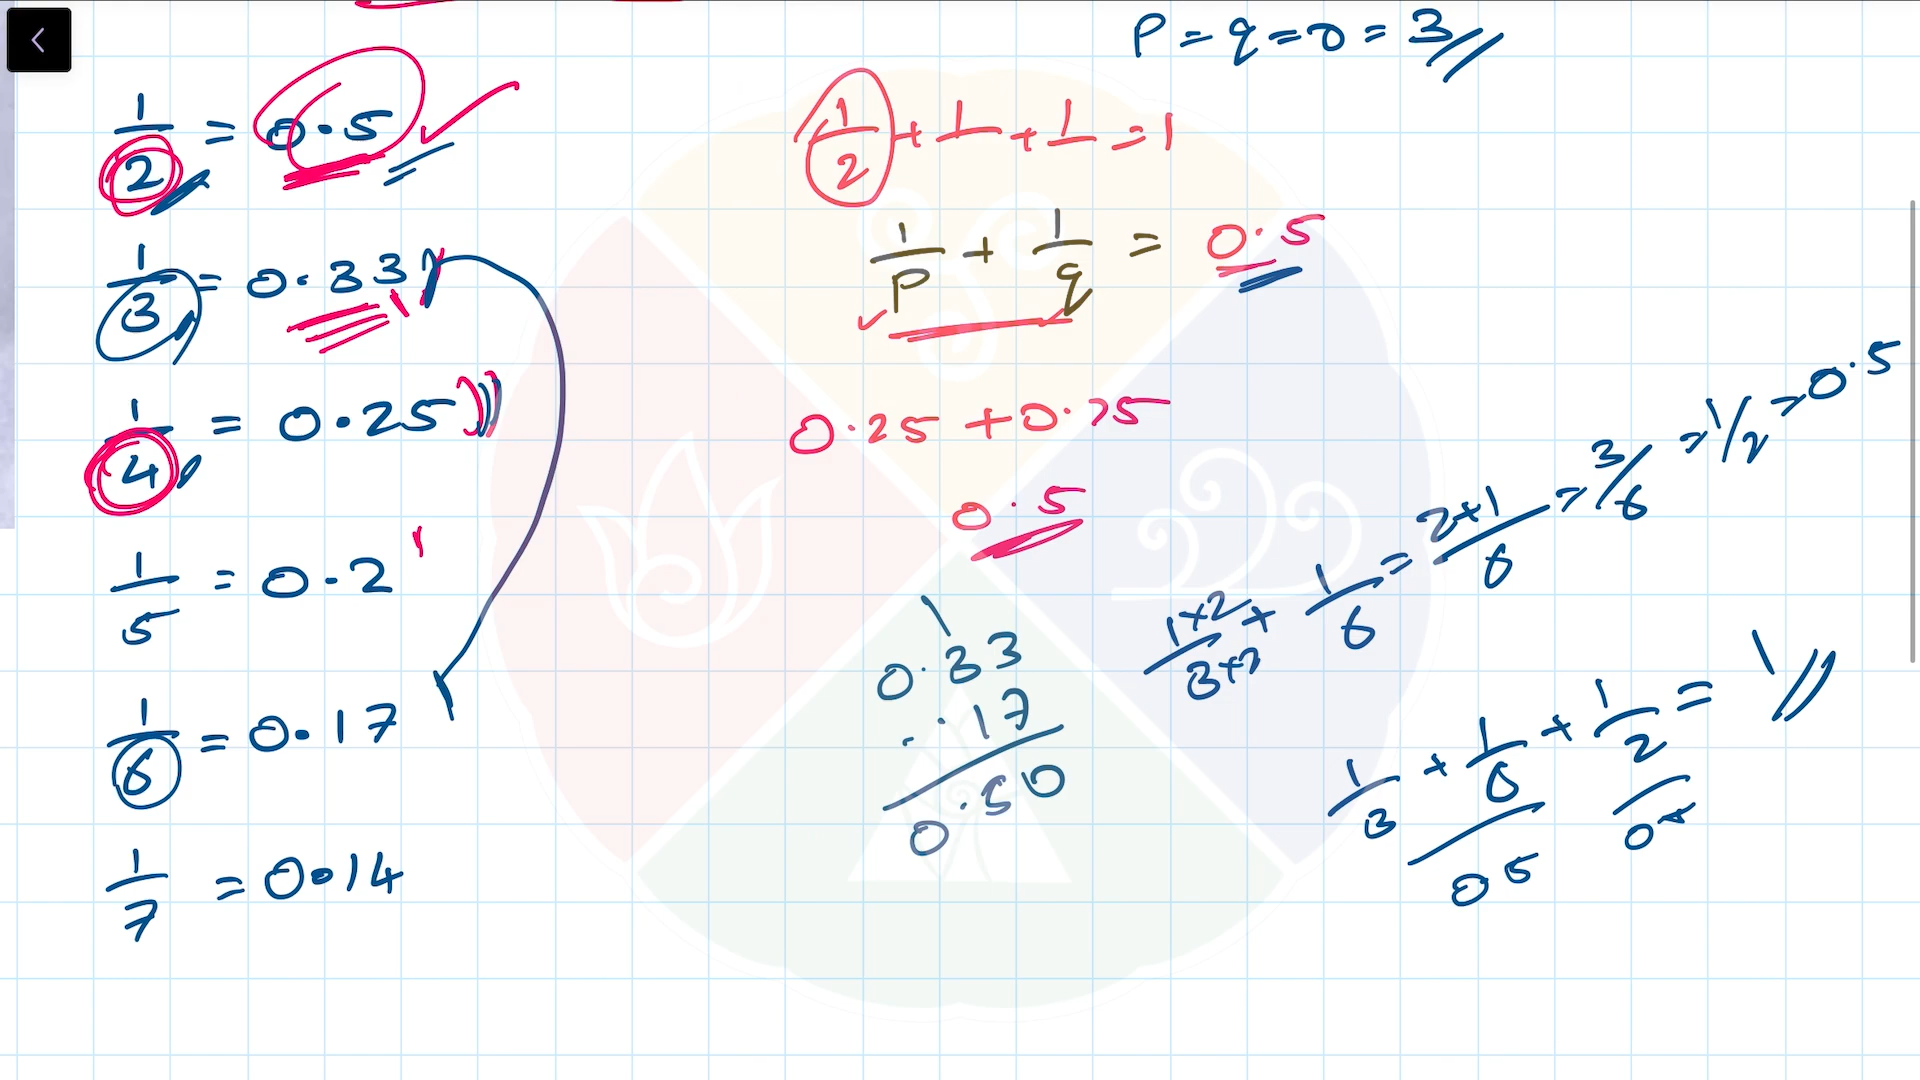 P = q = r = 3
1/2 = 0.5
1/3 = 0.33
1/4 = 0.25
1/5 = 0.2
1/6 = 0.17
1/7 = 0.14
1/2 + 1/ + 1/ = 1
1/P + 1/q = 0.5
0.25 + 0.25
0.5
1
0.33
.17
0.50
1×2/3×2 + 1/6 = 2+1/6 = 3/6 = 1/2 = 0.5
1/3 + 1/6 + 1/2 = 1
0.5